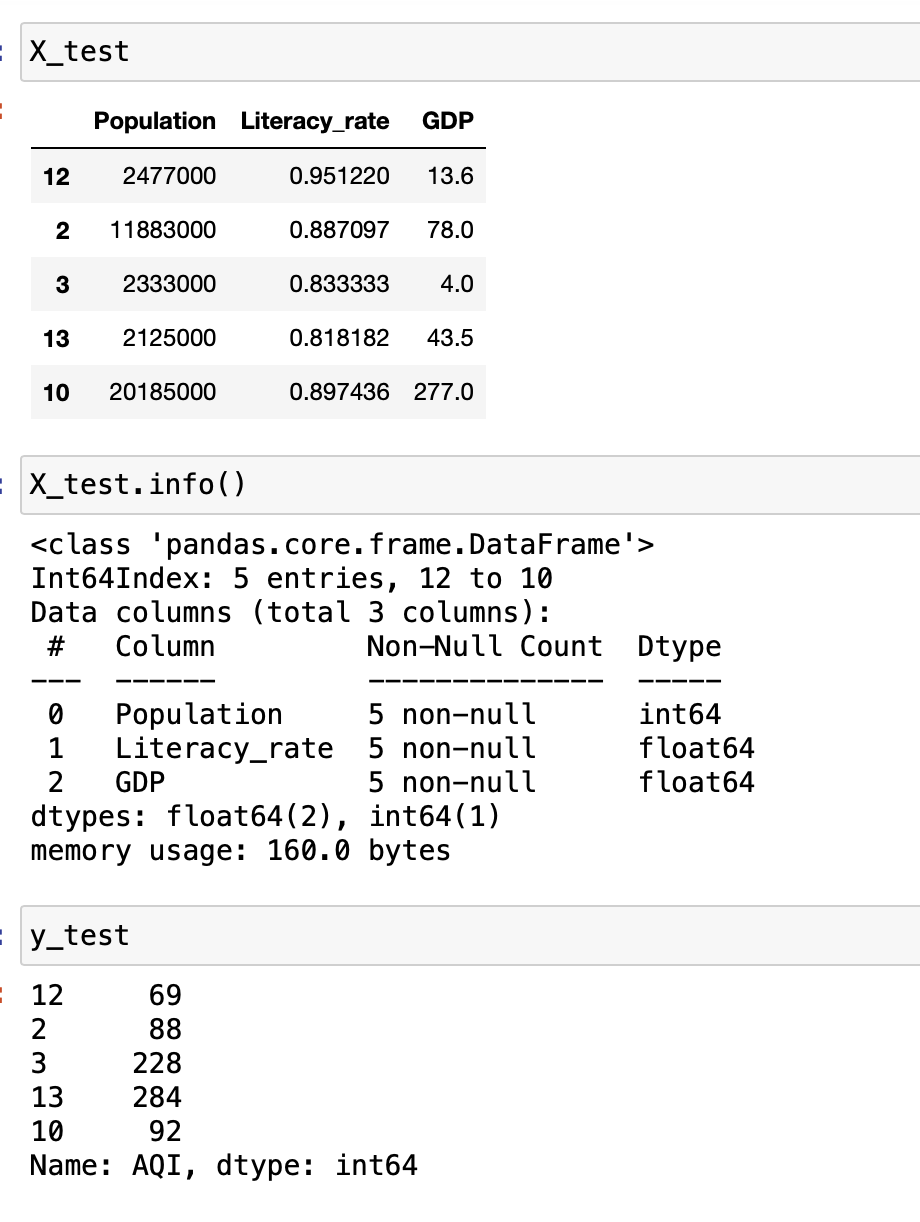 X_test
Population Literacy_rate GDP
12 2477000 0.951220 13.6
2 11883000 0.887097 78.0
3 2333000 0.833333 4.0
13 2125000 0.818182 43.5
10 20185000 0.897436 277.0
X_test.info()
<class 'pandas.core.frame.DataFrame'>
Int64Index: 5 entries, 12 to 10
Data columns (total 3 columns):
 #   Column         Non-Null Count  Dtype
---  ------         --------------  -----
 0   Population     5 non-null      int64
 1   Literacy_rate  5 non-null      float64
 2   GDP            5 non-null      float64
dtypes: float64(2), int64(1)
memory usage: 160.0 bytes
y_test
12     69
2      88
3     228
13    284
10     92
Name: AQI, dtype: int64